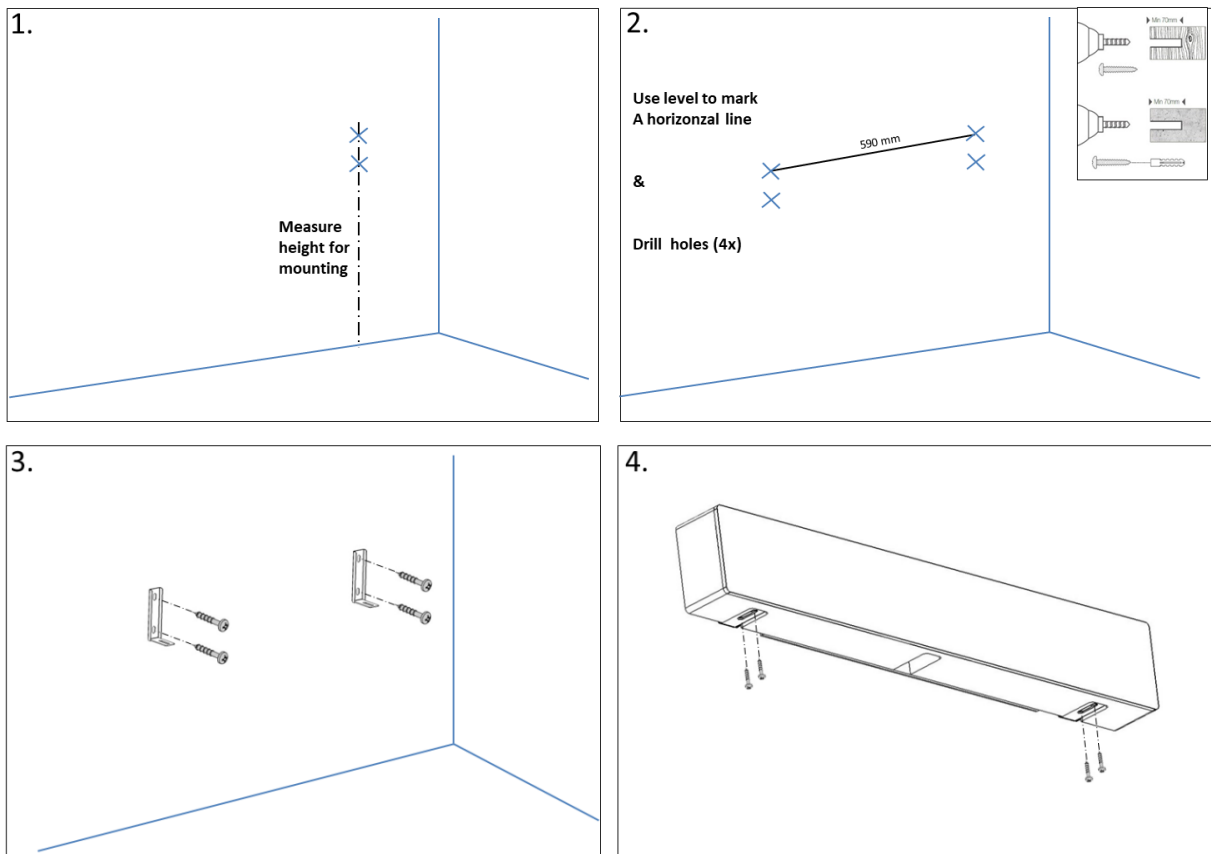 1.
Measure
height for
mounting
2.
Use level to mark
A horizonzal line
&
Drill holes (4x)
590 mm
Min 70mm
Min 70mm
3.
4.